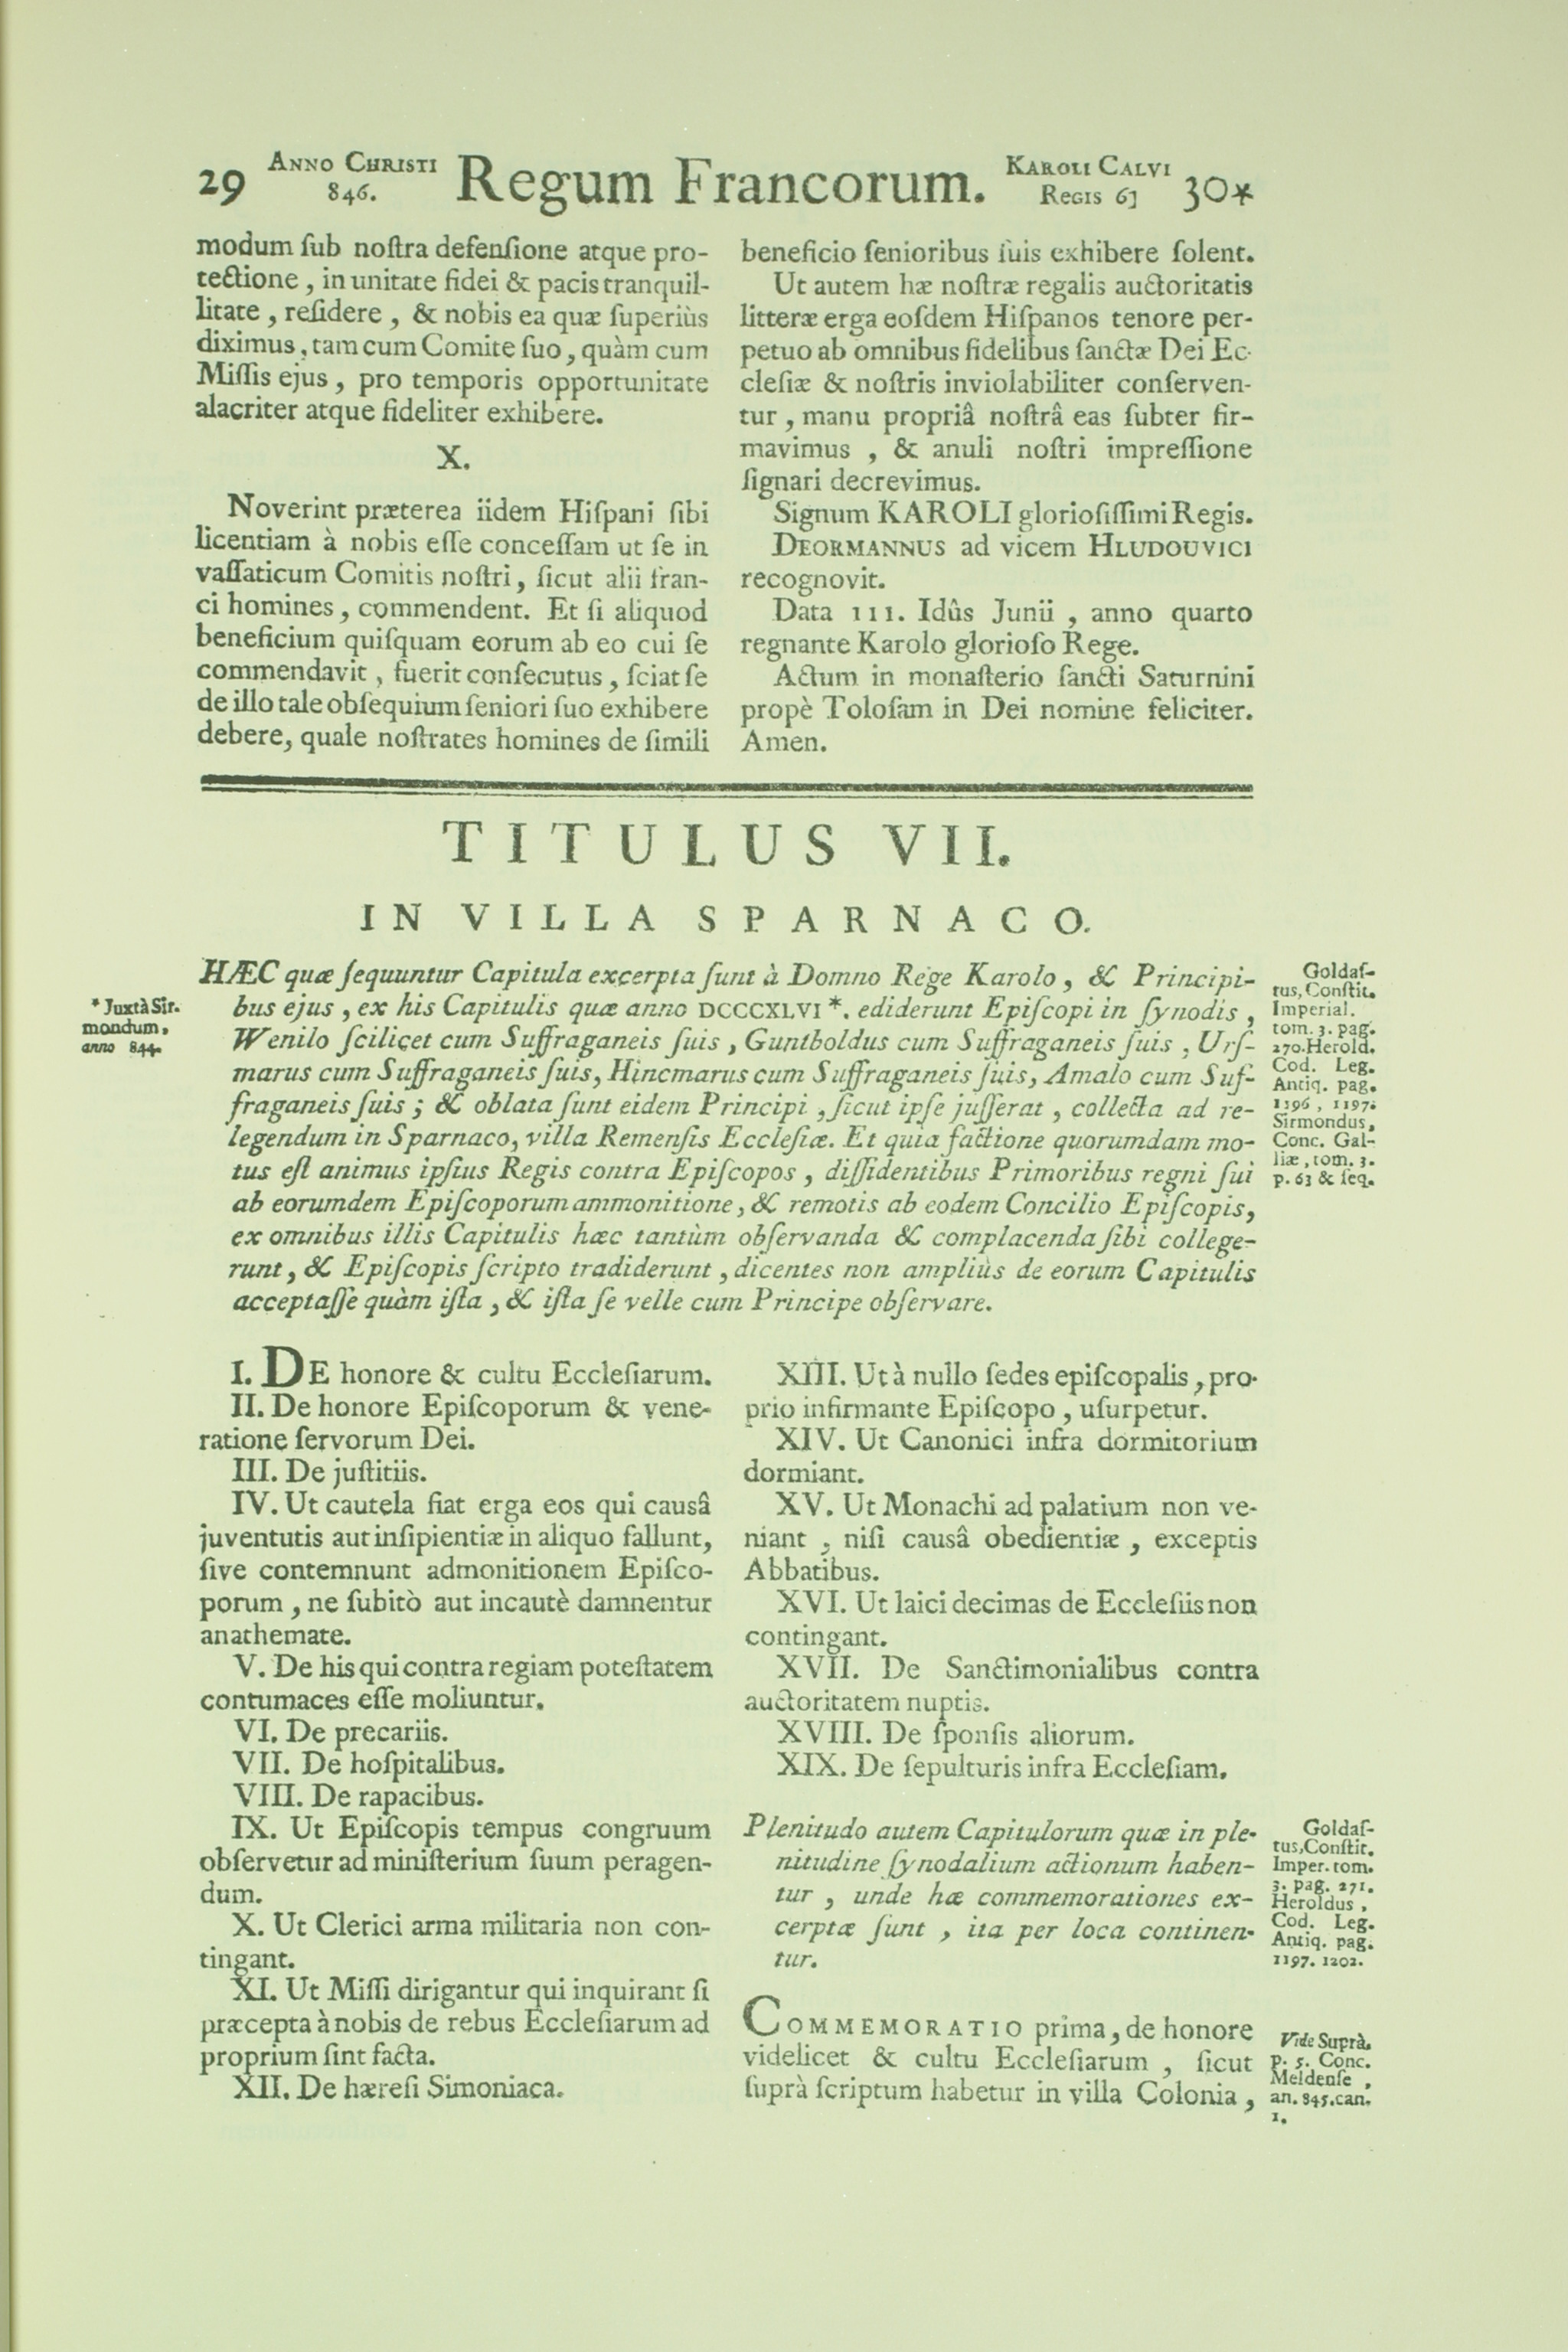 29 ANNO CHRISTI 846. Regum Francorum. KAROLI CALVI REGIS 6] 30*
modum ſub noſtra defenſione atque pro-
tectione, in unitate fidei & pacis tranquil-
litate, reſidere, & nobis ea quæ ſuperiùs
diximus, tam cum Comite ſuo, quàm cum
Miſſis ejus, pro temporis opportunitate
alacriter atque fideliter exhibere.
X.
Noverint præterea iidem Hiſpani ſibi
licentiam à nobis eſſe conceſſam ut ſe in
vaſſaticum Comitis noſtri, ſicut alii fran-
ci homines, commendent. Et ſi aliquod
beneficium quiſquam eorum ab eo cui ſe
commendavit, fuerit conſecutus, ſciat ſe
de illo tale obſequium ſeniori ſuo exhibere
debere, quale noſtrates homines de ſimili
beneficio ſenioribus ſuis exhibere ſolent.
Ut autem hæ noſtræ regalis auctoritatis
litteræ erga eoſdem Hiſpanos tenore per-
petuo ab omnibus fidelibus ſanctæ Dei Ec-
cleſiæ & noſtris inviolabiliter conſerven-
tur, manu propriâ noſtrâ eas ſubter fir-
mavimus, & anuli noſtri impreſſione
ſignari decrevimus.
Signum KAROLI glorioſiſſimi Regis.
DEORMANNUS ad vicem HLUDOUVICI
recognovit.
Data III. Idûs Junii, anno quarto
regnante Karolo glorioſo Rege.
Actum in monaſterio ſancti Saturnini
propè Toloſam in Dei nomine feliciter.
Amen.
TITULUS VII.
IN VILLA SPARNACO.
HÆC quæ ſequuntur Capitula excerpta ſunt à Domno Rege Karolo, & Principi-
bus ejus, ex his Capitulis quæ anno DCCCXLVI*. ediderunt Epiſcopi in ſynodis,
Wenilo ſcilicet cum Suffraganeis ſuis, Guntboldus cum Suffraganeis ſuis, Urſ-
marus cum Suffraganeis ſuis, Hincmarus cum Suffraganeis ſuis, Amalo cum Suf-
fraganeis ſuis; & oblata ſunt eidem Principi, ſicut ipſe juſſerat, collecta ad re-
legendum in Sparnaco, villa Remenſis Eccleſiæ. Et quia factione quorumdam mo-
tus eſt animus ipſius Regis contra Epiſcopos, diſſidentibus Primoribus regni ſui
ab eorumdem Epiſcoporum ammonitione, & remotis ab eodem Concilio Epiſcopis,
ex omnibus illis Capitulis hæc tantùm obſervanda & complacenda ſibi college-
runt, & Epiſcopis ſcripto tradiderunt, dicentes non ampliùs de eorum Capitulis
acceptaſſe quàm iſta, & iſta ſe velle cum Principe obſervare.
* Juxtà Sir.
mondum,
anno 844.
Goldaſ-
tus, Conſtit.
Imperial.
tom. 3. pag.
270. Herold.
Cod. Leg.
Antiq. pag.
1196, 1197.
Sirmondus,
Conc. Gal-
liæ, tom. 3.
p. 63 & ſeq.
I. DE honore & cultu Eccleſiarum.
II. De honore Epiſcoporum & vene-
ratione ſervorum Dei.
III. De juſtitiis.
IV. Ut cautela fiat erga eos qui causâ
juventutis aut inſipientiæ in aliquo fallunt,
ſive contemnunt admonitionem Epiſco-
porum, ne ſubitò aut incautè damnentur
anathemate.
V. De his qui contra regiam poteſtatem
contumaces eſſe moliuntur.
VI. De precariis.
VII. De hoſpitalibus.
VIII. De rapacibus.
IX. Ut Epiſcopis tempus congruum
obſervetur ad miniſterium ſuum peragen-
dum.
X. Ut Clerici arma militaria non con-
tingant.
XI. Ut Miſſi dirigantur qui inquirant ſi
præcepta à nobis de rebus Eccleſiarum ad
proprium ſint facta.
XII. De hæreſi Simoniaca.
XIII. Ut à nullo ſedes epiſcopalis, pro-
prio infirmante Epiſcopo, uſurpetur.
XIV. Ut Canonici infra dormitorium
dormiant.
XV. Ut Monachi ad palatium non ve-
niant, niſi causâ obedientiæ, exceptis
Abbatibus.
XVI. Ut laici decimas de Eccleſiis non
contingant.
XVII. De Sanctimonialibus contra
auctoritatem nuptis.
XVIII. De ſponſis aliorum.
XIX. De ſepulturis infra Eccleſiam.
Plenitudo autem Capitulorum quæ in ple-
nitudine ſynodalium actionum haben-
tur, unde hæ commemorationes ex-
cerptæ ſunt, ita per loca continen-
tur.
Goldaſ-
tus, Conſtit.
Imper. tom.
3. pag. 271.
Heroldus,
Cod. Leg.
Antiq. pag.
1197. 1202.
COMMEMORATIO prima, de honore
videlicet & cultu Eccleſiarum, ſicut
ſuprà ſcriptum habetur in villa Colonia,
Vide Suprà.
p. 5. Conc.
Meldenſe,
an. 845. can.
1.